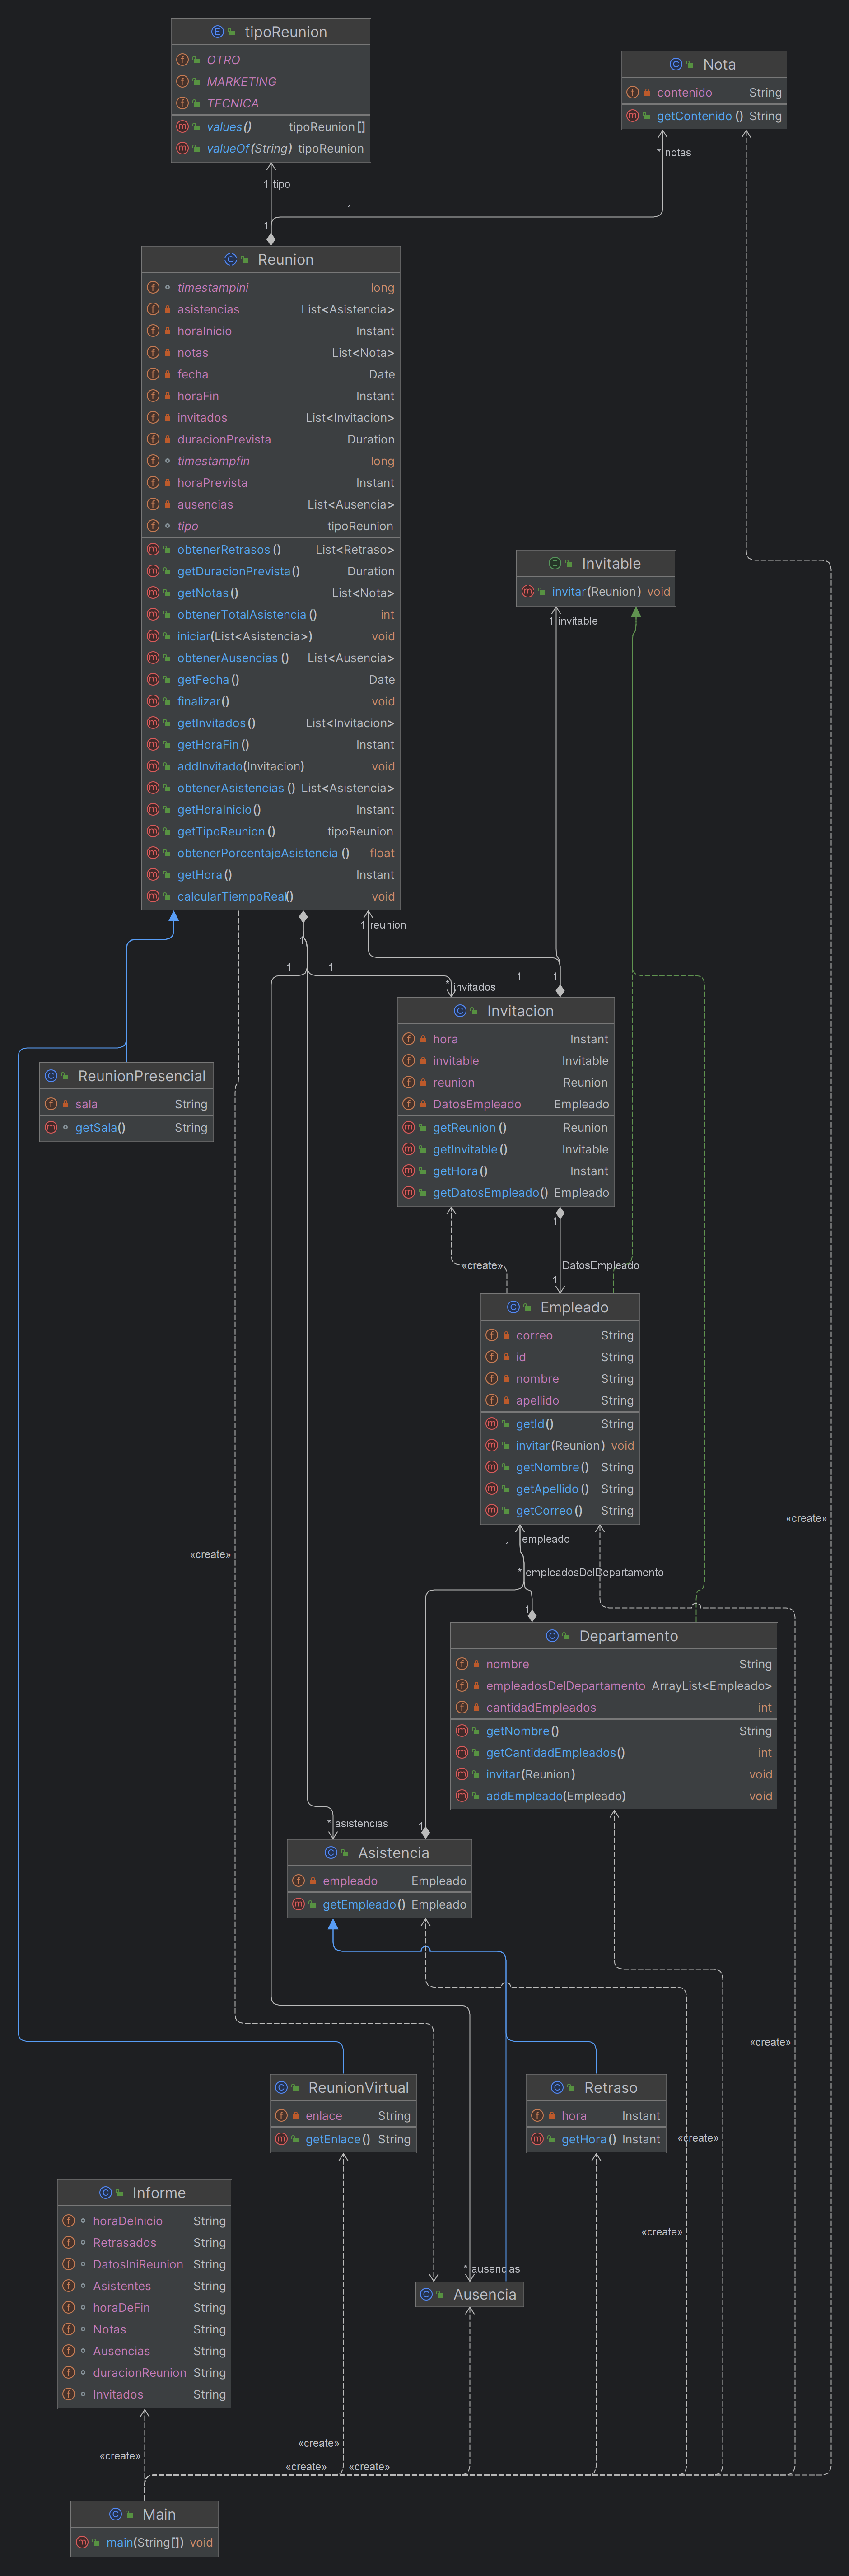 tipoReunion
OTRO
MARKETING
TECNICA
values() tipoReunion[]
valueOf(String) tipoReunion
Nota
contenido String
getContenido () String
* notas
1 tipo
1
1
Reunion
timestampini long
asistencias List<Asistencia>
horaInicio Instant
notas List<Nota>
fecha Date
horaFin Instant
invitados List<Invitacion>
duracionPrevista Duration
timestampfin long
horaPrevista Instant
ausencias List<Ausencia>
tipo tipoReunion
obtenerRetrasos () List<Retraso>
getDuracionPrevista() Duration
getNotas() List<Nota>
obtenerTotalAsistencia () int
iniciar(List<Asistencia>) void
obtenerAusencias () List<Ausencia>
getFecha() Date
finalizar() void
getInvitados() List<Invitacion>
getHoraFin () Instant
addInvitado(Invitacion) void
obtenerAsistencias () List<Asistencia>
getHoraInicio() Instant
getTipoReunion () tipoReunion
obtenerPorcentajeAsistencia () float
getHora() Instant
calcularTiempoReal() void
Invitable
invitar(Reunion) void
1 invitable
1 reunion
1
1
1
1
1
* invitados
Invitacion
hora Instant
invitable Invitable
reunion Reunion
DatosEmpleado Empleado
getReunion () Reunion
getInvitable() Invitable
getHora() Instant
getDatosEmpleado() Empleado
ReunionPresencial
sala String
getSala() String
1
«create»
DatosEmpleado
1
Empleado
correo String
id String
nombre String
apellido String
getId() String
invitar(Reunion) void
getNombre() String
getApellido() String
getCorreo() String
«create»
1 empleado
«create»
* empleadosDelDepartamento
1
Departamento
nombre String
empleadosDelDepartamento ArrayList<Empleado>
cantidadEmpleados int
getNombre() String
getCantidadEmpleados() int
invitar(Reunion) void
addEmpleado(Empleado) void
* asistencias
1
Asistencia
empleado Empleado
getEmpleado() Empleado
«create»
ReunionVirtual
enlace String
getEnlace() String
Retraso
hora Instant
getHora() Instant
«create»
«create»
Informe
horaDeInicio String
Retrasados String
DatosIniReunion String
Asistentes String
horaDeFin String
Notas String
Ausencias String
duracionReunion String
Invitados String
* ausencias
Ausencia
«create»
«create»
«create»
«create»
Main
main(String[]) void